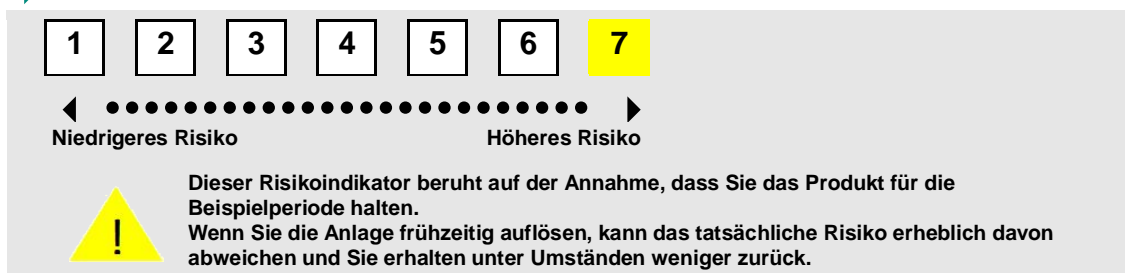 1 2 3 4 5 6 7
Niedrigeres Risiko Höheres Risiko
Dieser Risikoindikator beruht auf der Annahme, dass Sie das Produkt für die
Beispielperiode halten.
! Wenn Sie die Anlage frühzeitig auflösen, kann das tatsächliche Risiko erheblich davon
abweichen und Sie erhalten unter Umständen weniger zurück.